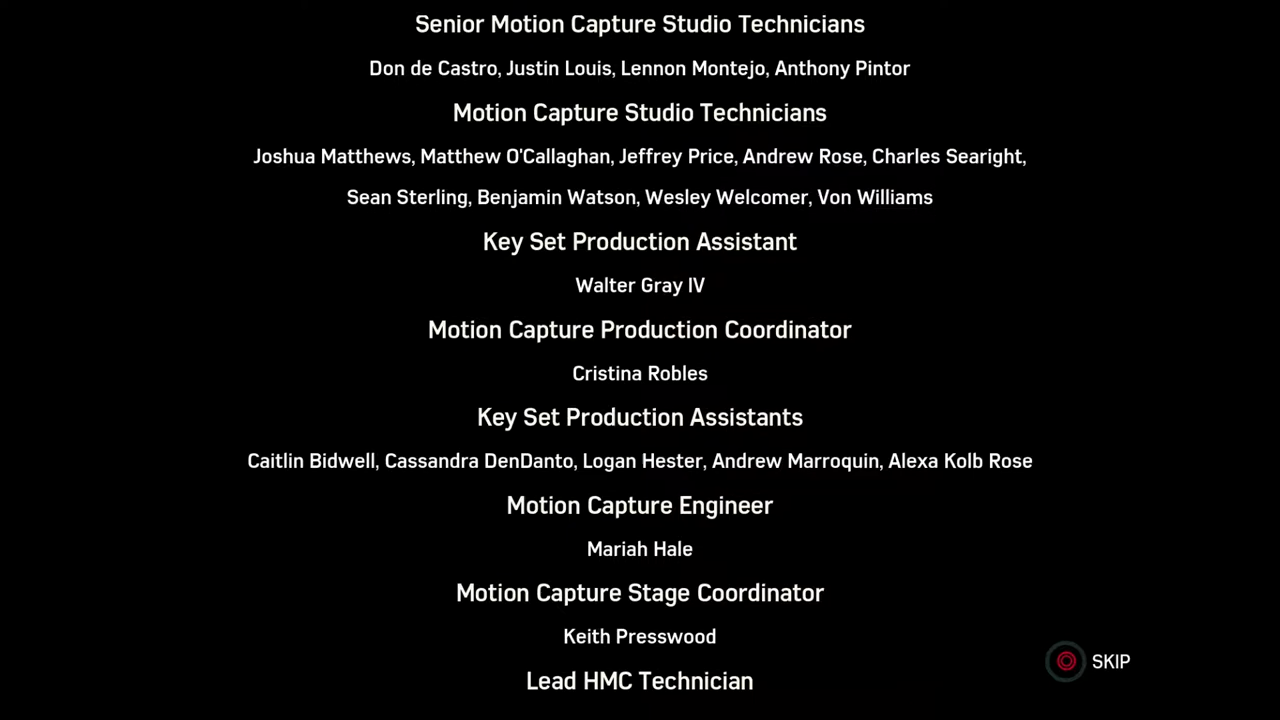 Senior Motion Capture Studio Technicians
Don de Castro, Justin Louis, Lennon Montejo, Anthony Pintor
Motion Capture Studio Technicians
Joshua Matthews, Matthew O'Callaghan, Jeffrey Price, Andrew Rose, Charles Searight,
Sean Sterling, Benjamin Watson, Wesley Welcomer, Von Williams
Key Set Production Assistant
Walter Gray IV
Motion Capture Production Coordinator
Cristina Robles
Key Set Production Assistants
Caitlin Bidwell, Cassandra DenDanto, Logan Hester, Andrew Marroquin, Alexa Kolb Rose
Motion Capture Engineer
Mariah Hale
Motion Capture Stage Coordinator
Keith Presswood
SKIP
Lead HMC Technician